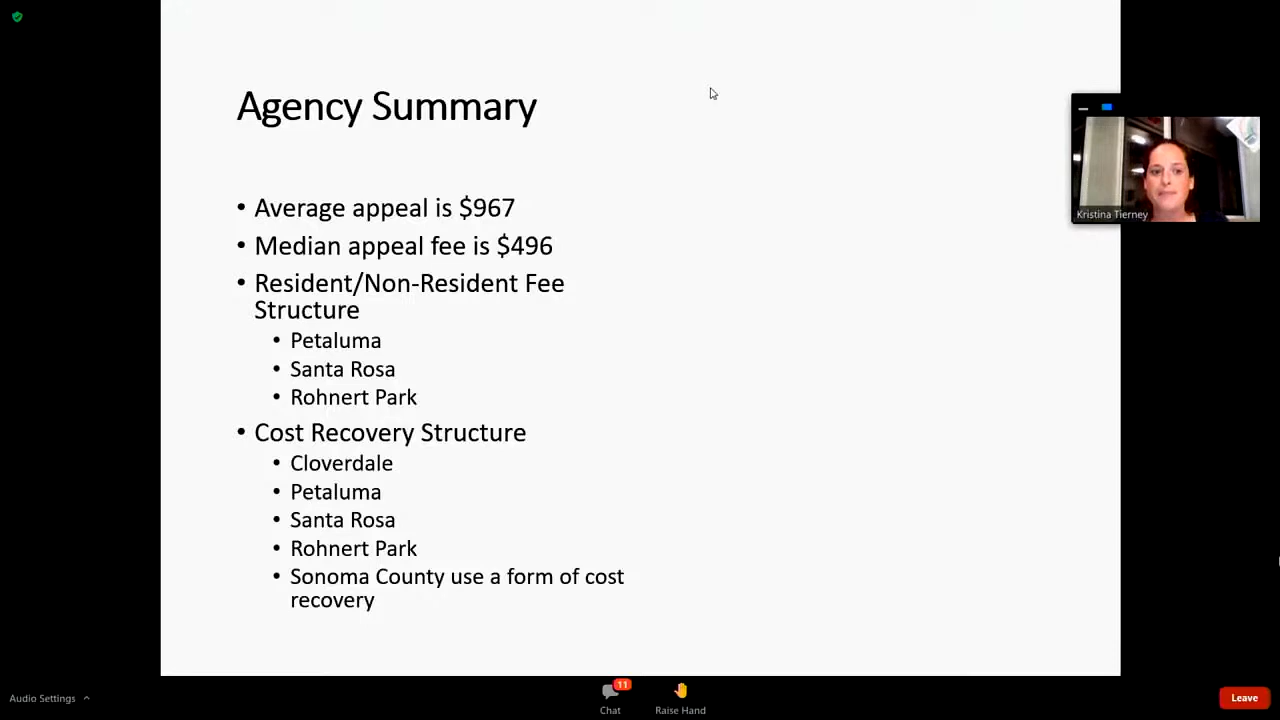 Agency Summary
• Average appeal is $967
• Median appeal fee is $496
• Resident/Non-Resident Fee
Structure
• Petaluma
• Santa Rosa
• Rohnert Park
• Cost Recovery Structure
• Cloverdale
• Petaluma
• Santa Rosa
• Rohnert Park
• Sonoma County use a form of cost
recovery
Kristina Tierney
Audio Settings
11
Chat
Raise Hand
Leave